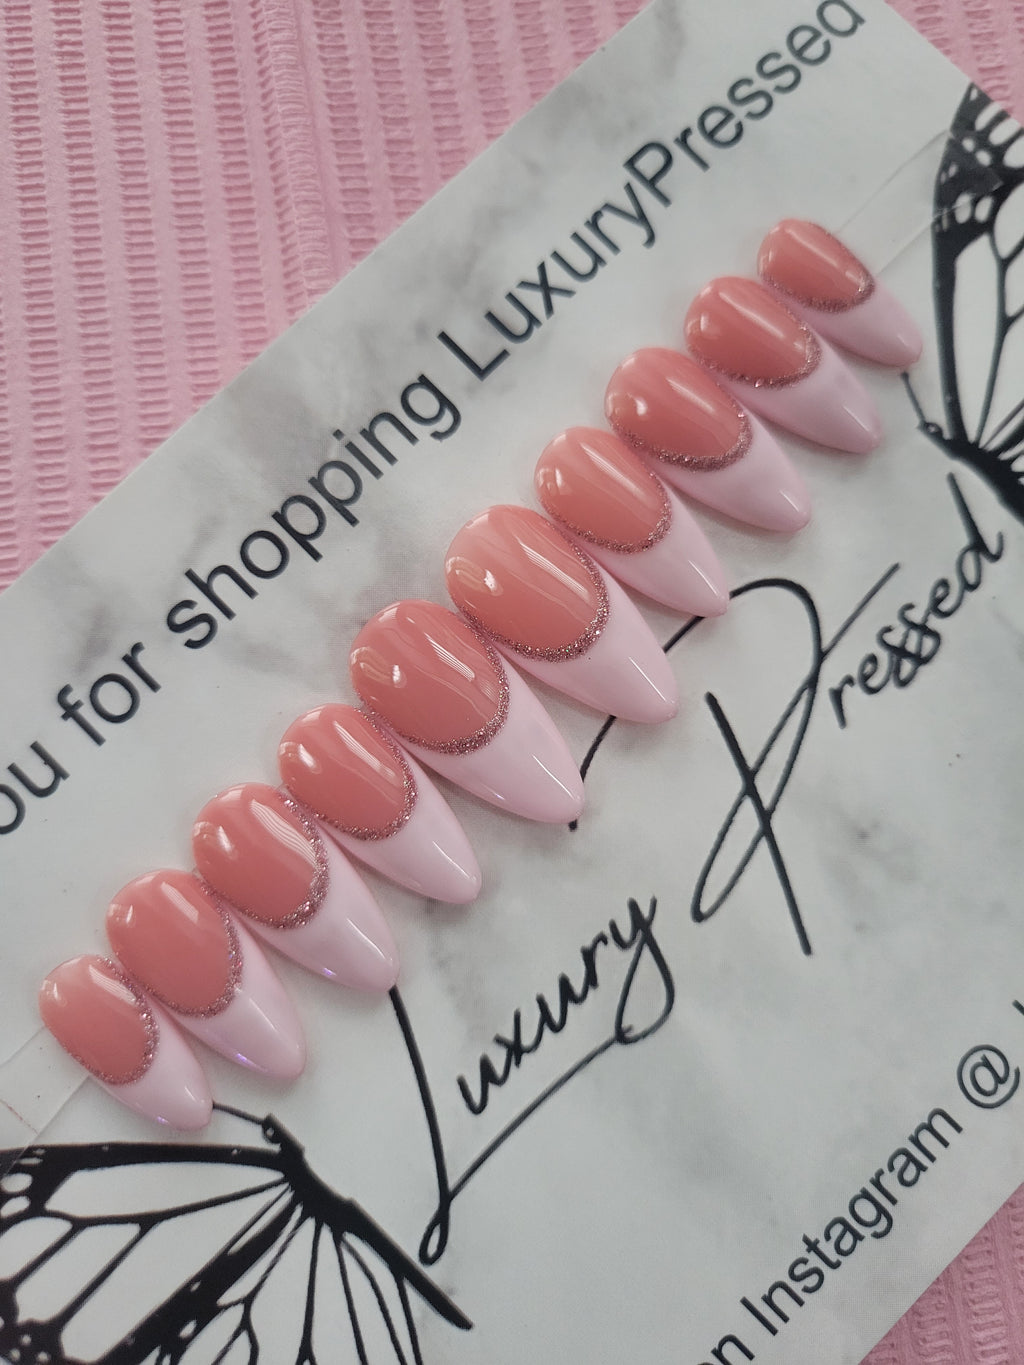 ou for shopping LuxuryPressed
Luxury Pressed
on Instagram @